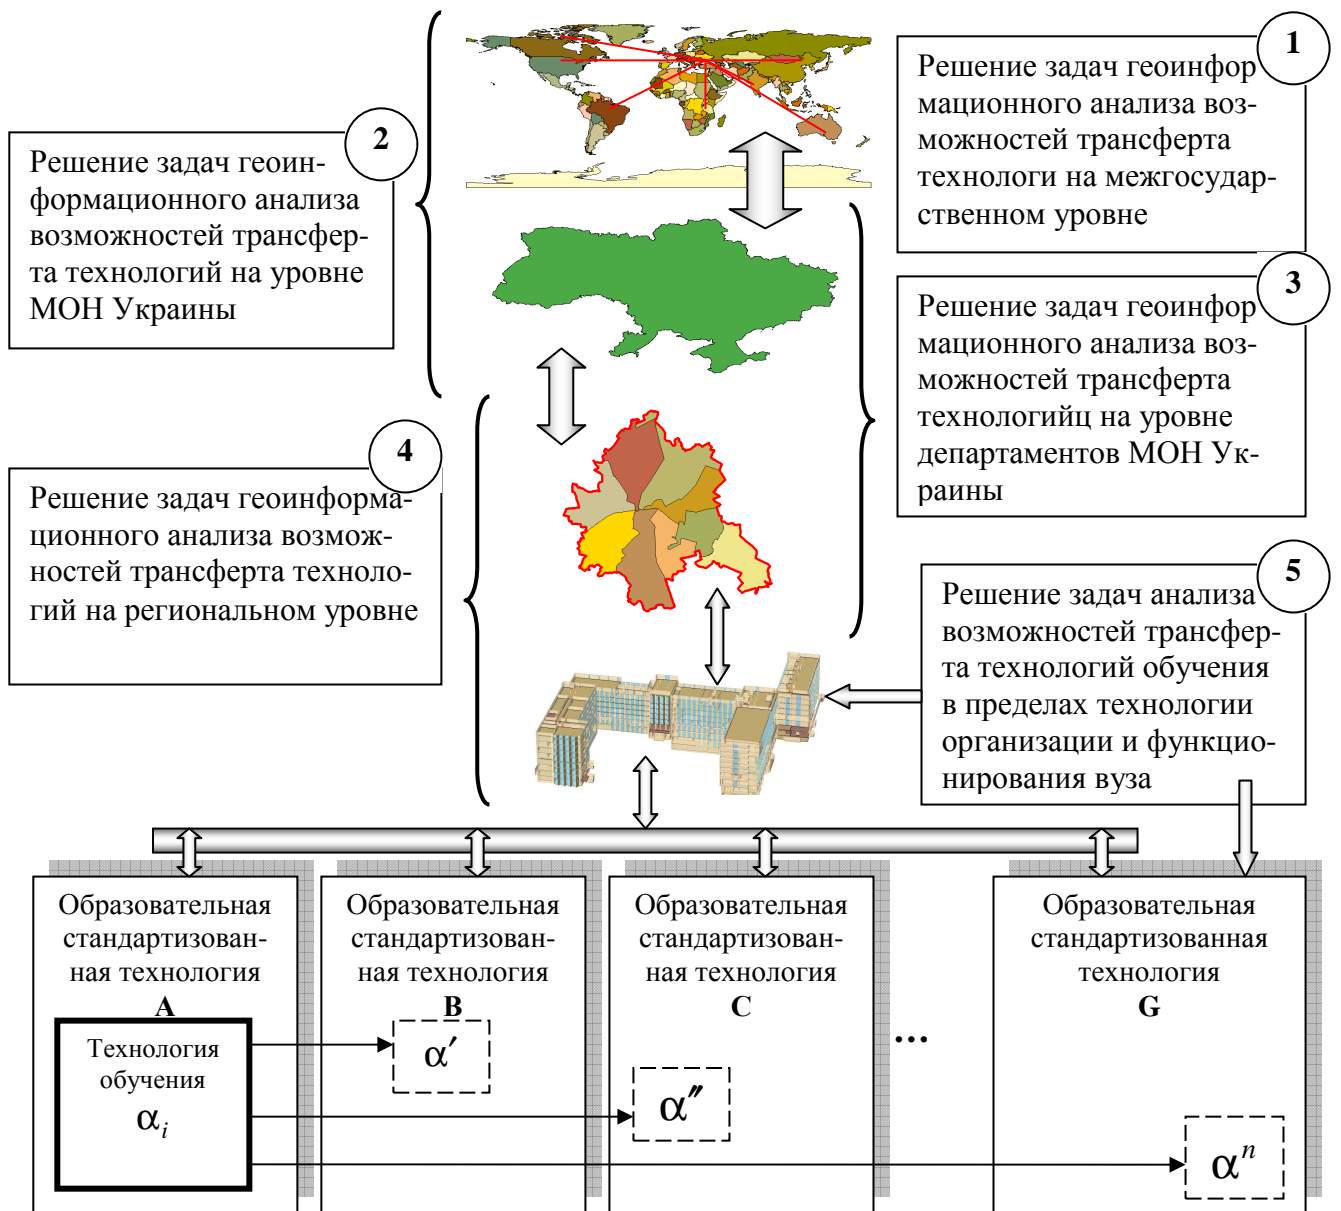 1
Решение задач геоинфор
мационного анализа воз-
можностей трансферта
технологи на межгосудар-
ственном уровне
2
Решение задач геоин-
формационного анализа
возможностей трансфер-
та технологий на уровне
МОН Украины
3
Решение задач геоинфор
мационного анализа воз-
можностей трансферта
технологийц на уровне
департаментов МОН Ук-
раины
4
Решение задач геоинформа-
ционного анализа возмож-
ностей трансферта техноло-
гий на региональном уровне
5
Решение задач анализа
возможностей трансфер-
та технологий обучения
в пределах технологии
организации и функцио-
нирования вуза
Образовательная
стандартизован-
ная технология
A
Технология
обучения
α_i
Образовательная
стандартизован-
ная технология
B
α′
Образовательная
стандартизован-
ная технология
C
α″
...
Образовательная
стандартизованная
технология
G
αⁿ